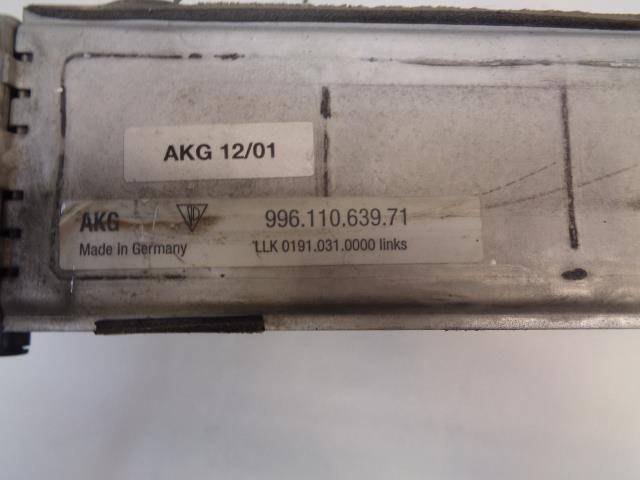 AKG 12/01
AKG 996.110.639.71
Made in Germany LLK 0191.031.0000 links